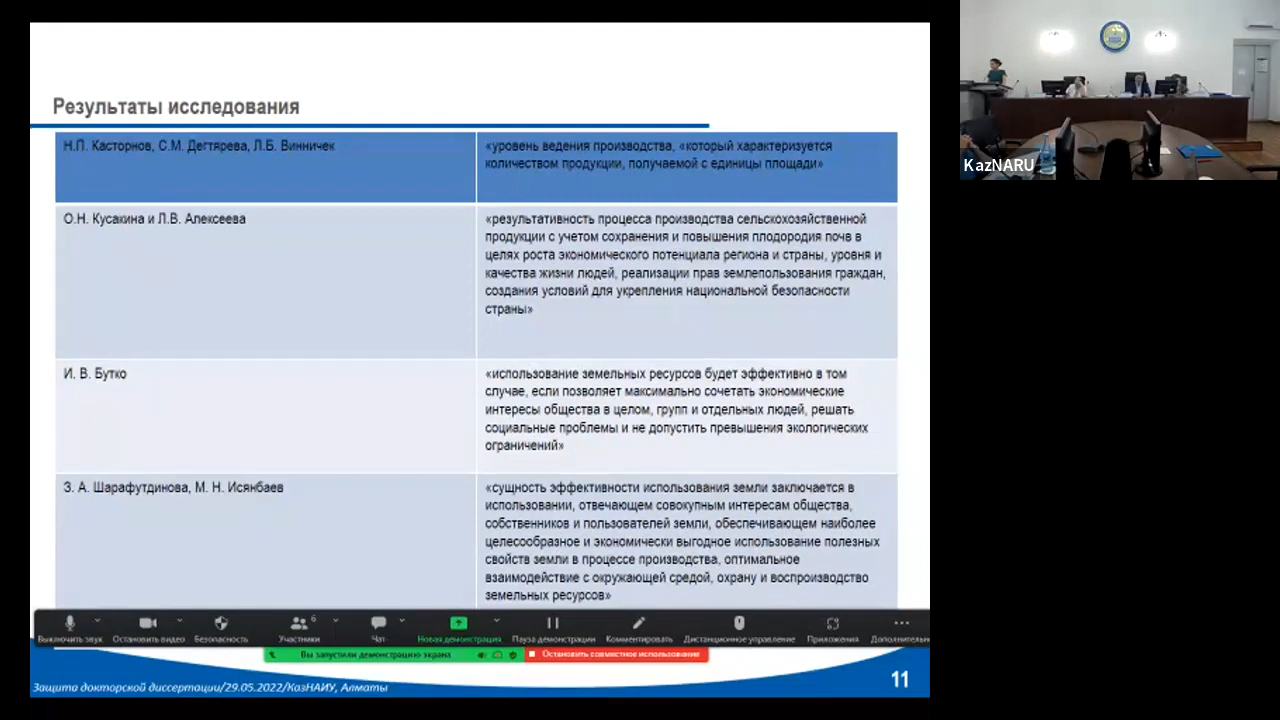 Результаты исследования
Н.П. Касторнов, С.М. Дегтярева, Л.Б. Винничек
«уровень ведения производства, «который характеризуется
количеством продукции, получаемой с единицы площади»
О.Н. Кусакина и Л.В. Алексеева
«результативность процесса производства сельскохозяйственной
продукции с учетом сохранения и повышения плодородия почв в
целях роста экономического потенциала региона и страны, уровня и
качества жизни людей, реализации прав землепользования граждан,
создания условий для укрепления национальной безопасности
страны»
И. В. Бутко
«использование земельных ресурсов будет эффективно в том
случае, если позволяет максимально сочетать экономические
интересы общества в целом, групп и отдельных людей, решать
социальные проблемы и не допустить превышения экологических
ограничений»
З. А. Шарафутдинова, М. Н. Исянбаев
«сущность эффективности использования земли заключается в
использовании, отвечающем совокупным интересам общества,
собственников и пользователей земли, обеспечивающем наиболее
целесообразное и экономически выгодное использование полезных
свойств земли в процессе производства, оптимальное
взаимодействие с окружающей средой, охрану и воспроизводство
земельных ресурсов»
6
Выключить звук Остановить видео Безопасность Участники Чат Новая демонстрация Пауза демонстрации Комментировать Дистанционное управление Приложения Дополнительн
Вы запустили демонстрацию экрана Остановить совместное использование
Защита докторской диссертации/29.05.2022/КазНАИУ, Алматы
11
KazNARU